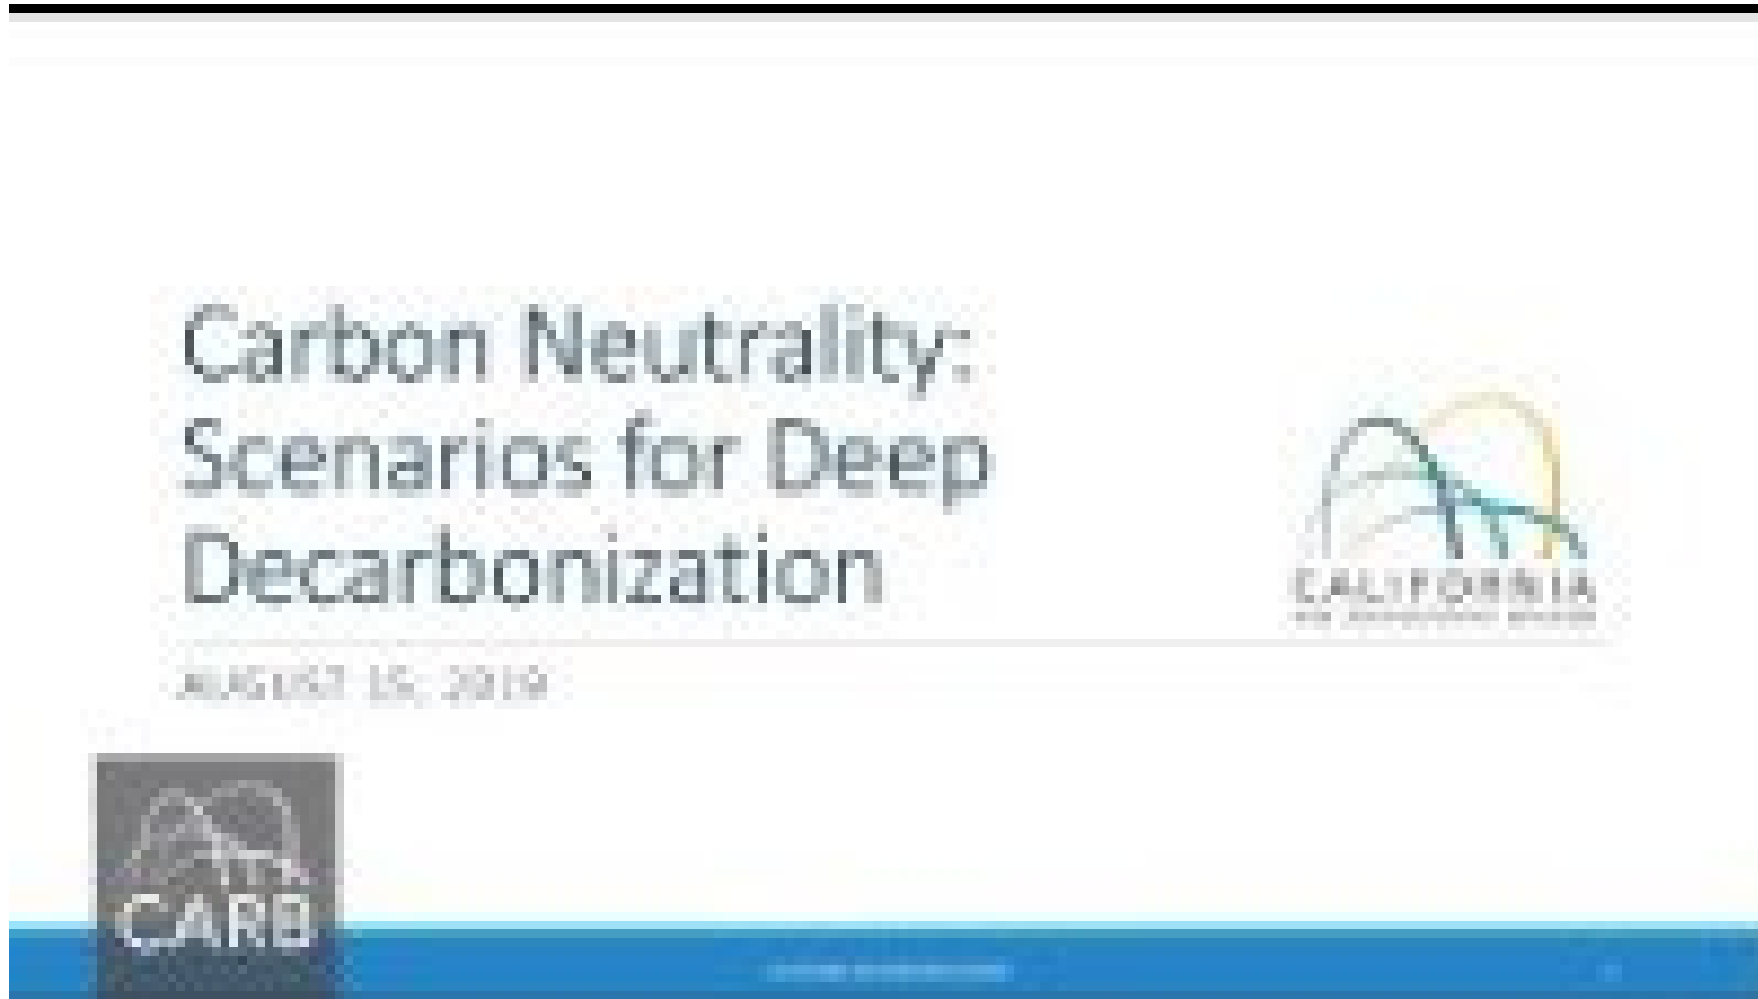 Carbon Neutrality:
Scenarios for Deep
Decarbonization
CALIFORNIA
AUGUST 15, 2019
CARB